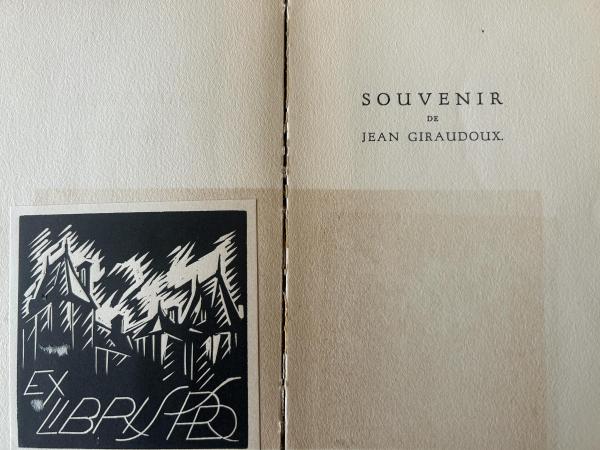 SOUVENIR
DE
JEAN GIRAUDOUX.
EX
LIBRIS